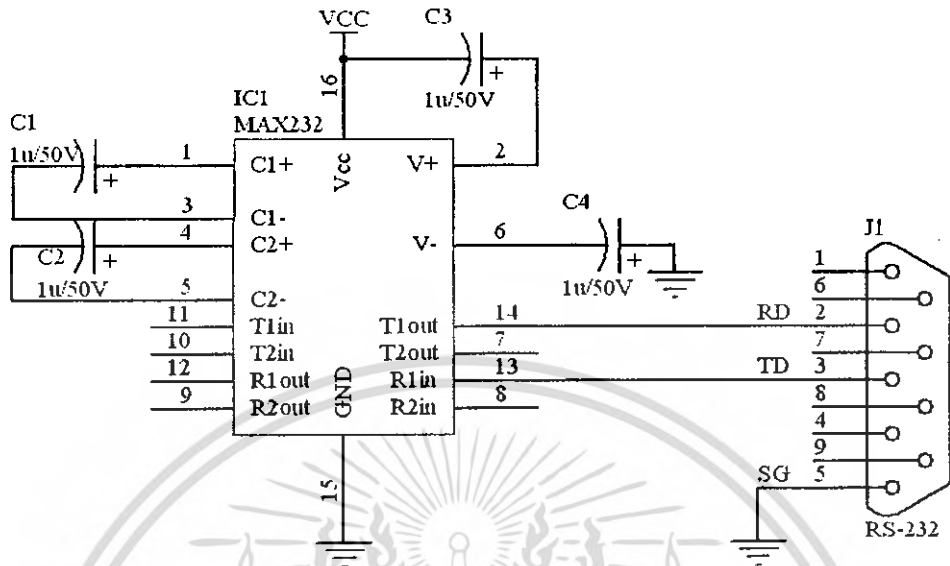 VCC
C3
1u/50V
+
16
IC1
MAX232
C1
1u/50V
+
1
C1+
Vcc
V+
2
3
C1-
4
C2+
C2
+
1u/50V
5
C2-
V-
6
C4
1u/50V
+
11
T1in
T1out
14
RD
10
T2in
T2out
7
12
R1out
R1in
13
TD
9
R2out
R2in
8
GND
15
J1
1
6
2
7
3
8
4
9
SG
5
RS-232